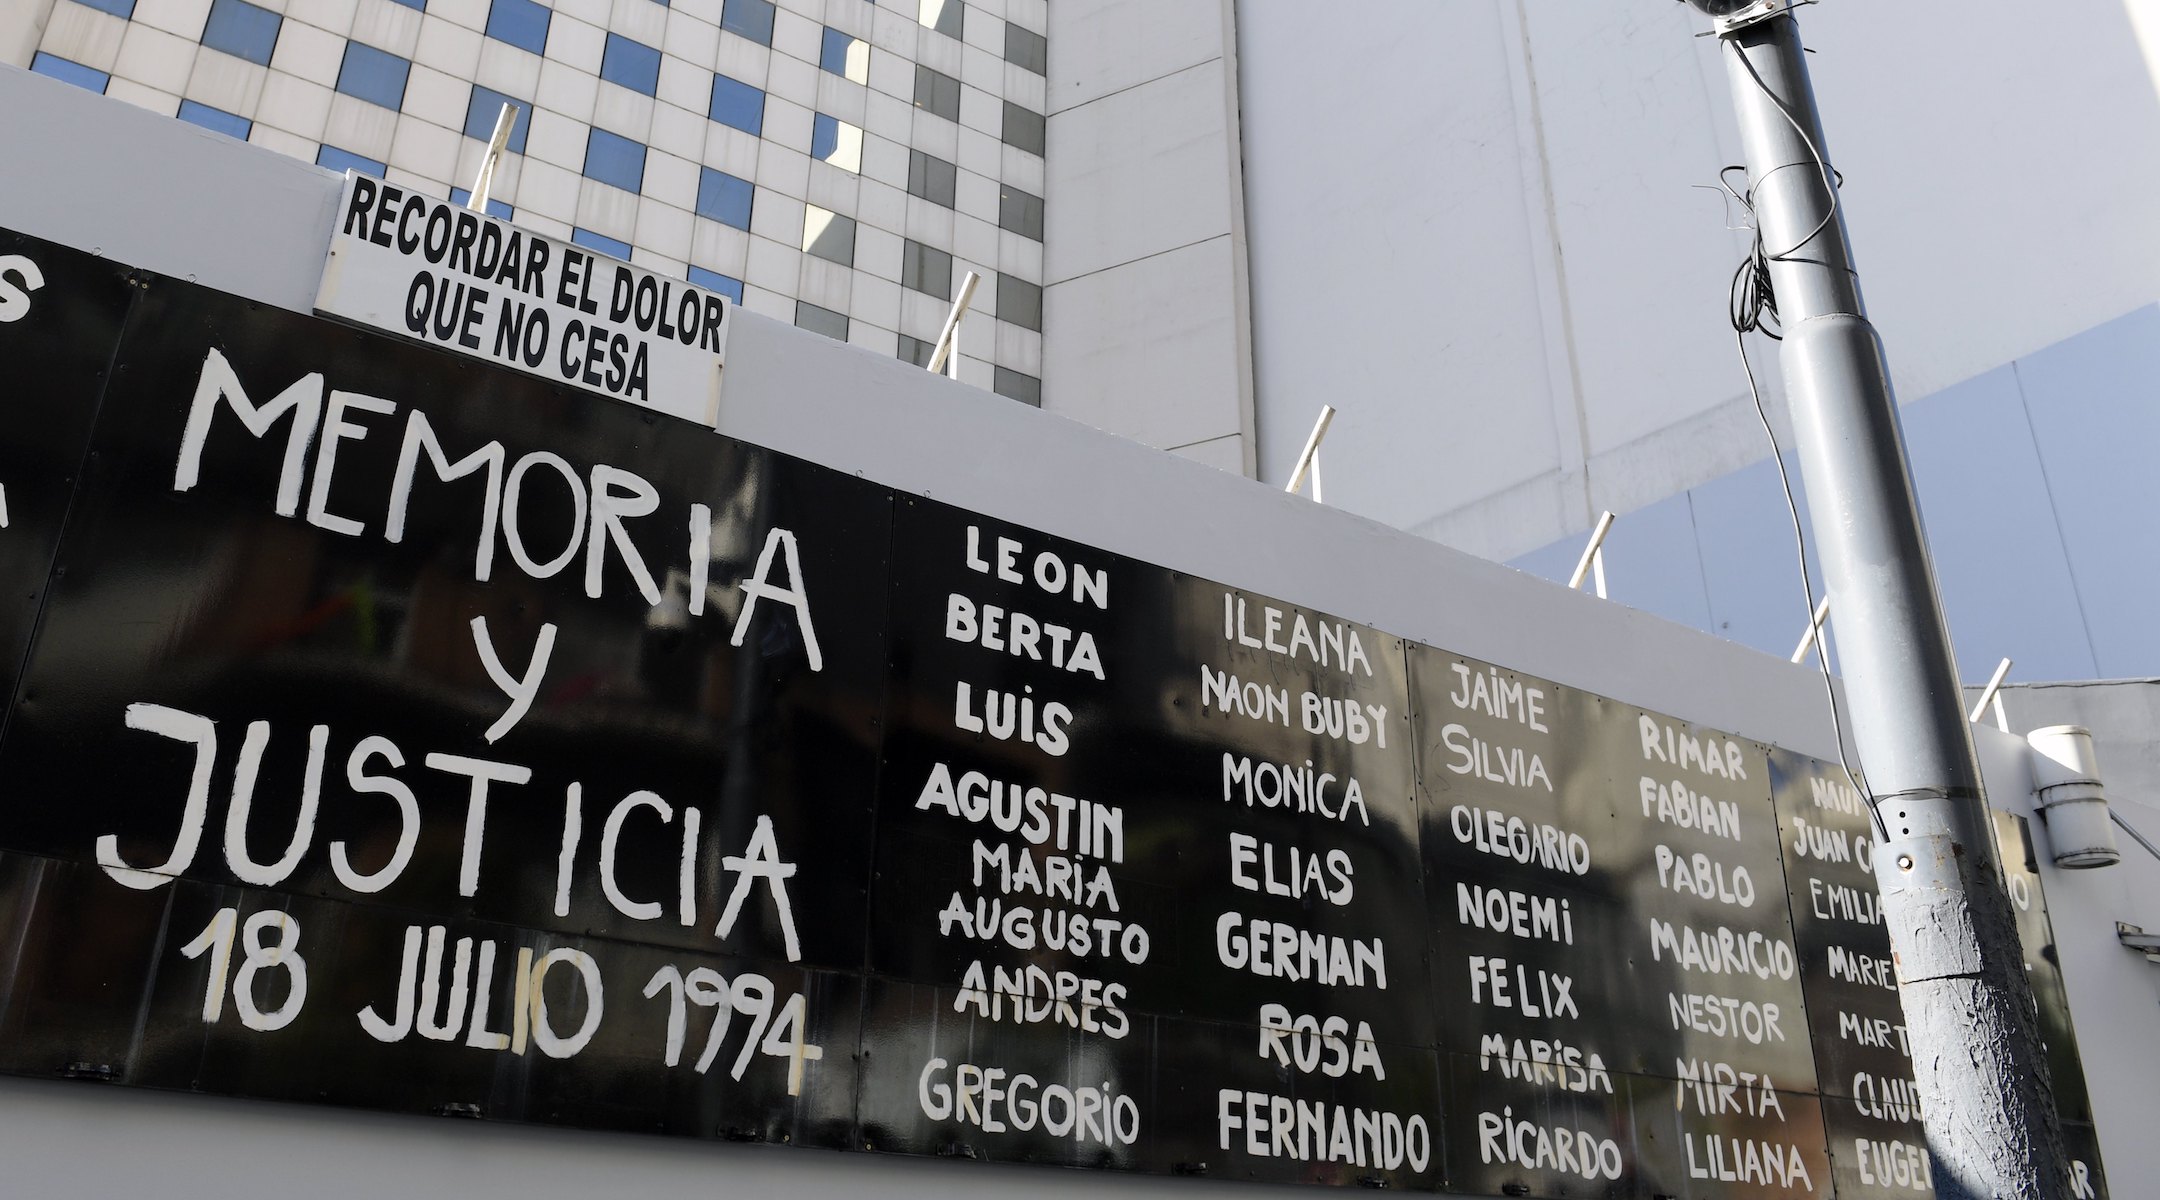 RECORDAR EL DOLOR
QUE NO CESA
MEMORIA
Y
JUSTICIA
18 JULIO 1994
LEON
BERTA
LUIS
AGUSTIN
MARIA
AUGUSTO
ANDRES
GREGORIO
ILEANA
NAON BUBY
MONICA
ELIAS
GERMAN
ROSA
FERNANDO
JAIME
SILVIA
OLEGARIO
NOEMI
FELIX
MARISA
RICARDO
RIMAR
FABIAN
PABLO
MAURICIO
NESTOR
MIRTA
LILIANA
JUAN